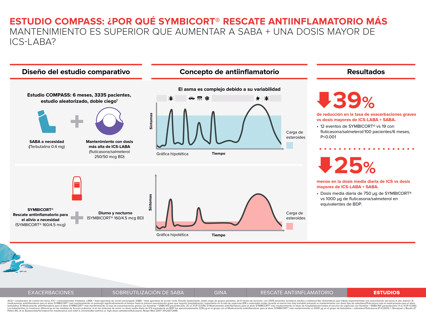 ESTUDIO COMPASS: ¿POR QUÉ SYMBICORT® RESCATE ANTIINFLAMATORIO MÁS
MANTENIMIENTO ES SUPERIOR QUE AUMENTAR A SABA + UNA DOSIS MAYOR DE
ICS-LABA?
Diseño del estudio comparativo
Estudio COMPASS: 6 meses, 3335 pacientes,
estudio aleatorizado, doble ciego¹
SABA a necesidad
(Terbutalina 0.4 mg)
Mantenimiento con dosis
más alta de ICS-LABA
(fluticasona/salmeterol
250/50 mcg BD)
SYMBICORT®
Rescate antiinflamatorio para
el alivio a necesidad
(SYMBICORT® 160/4.5 mcg)
Diurno y nocturno
(SYMBICORT® 160/4.5 mcg BD)
Concepto de antiinflatorio
El asma es complejo debido a su variabilidad
Síntomas
Carga de
esteroides
Gráfica hipotética
Tiempo
Síntomas
Carga de
esteroides
Gráfica hipotética
Tiempo
Resultados
39%
de reducción en la tasa de exacerbaciones graves
vs dosis mayores de ICS-LABA + SABA.
• 12 eventos de SYMBICORT® vs 19 con
fluticasona/salmeterol/100 pacientes/6 meses,
P<0.001
25%
menos en la dosis media diaria de ICS vs dosis
mayores de ICS-LABA + SABA:
• Dosis media diaria de 750 µg de SYMBICORT®
vs 1000 µg de fluticasona/salmeterol en
equivalentes de BDP.
EXACERBACIONES
SOBREUTILIZACIÓN DE SABA
GINA
RESCATE ANTIINFLAMATORIO
ESTUDIOS